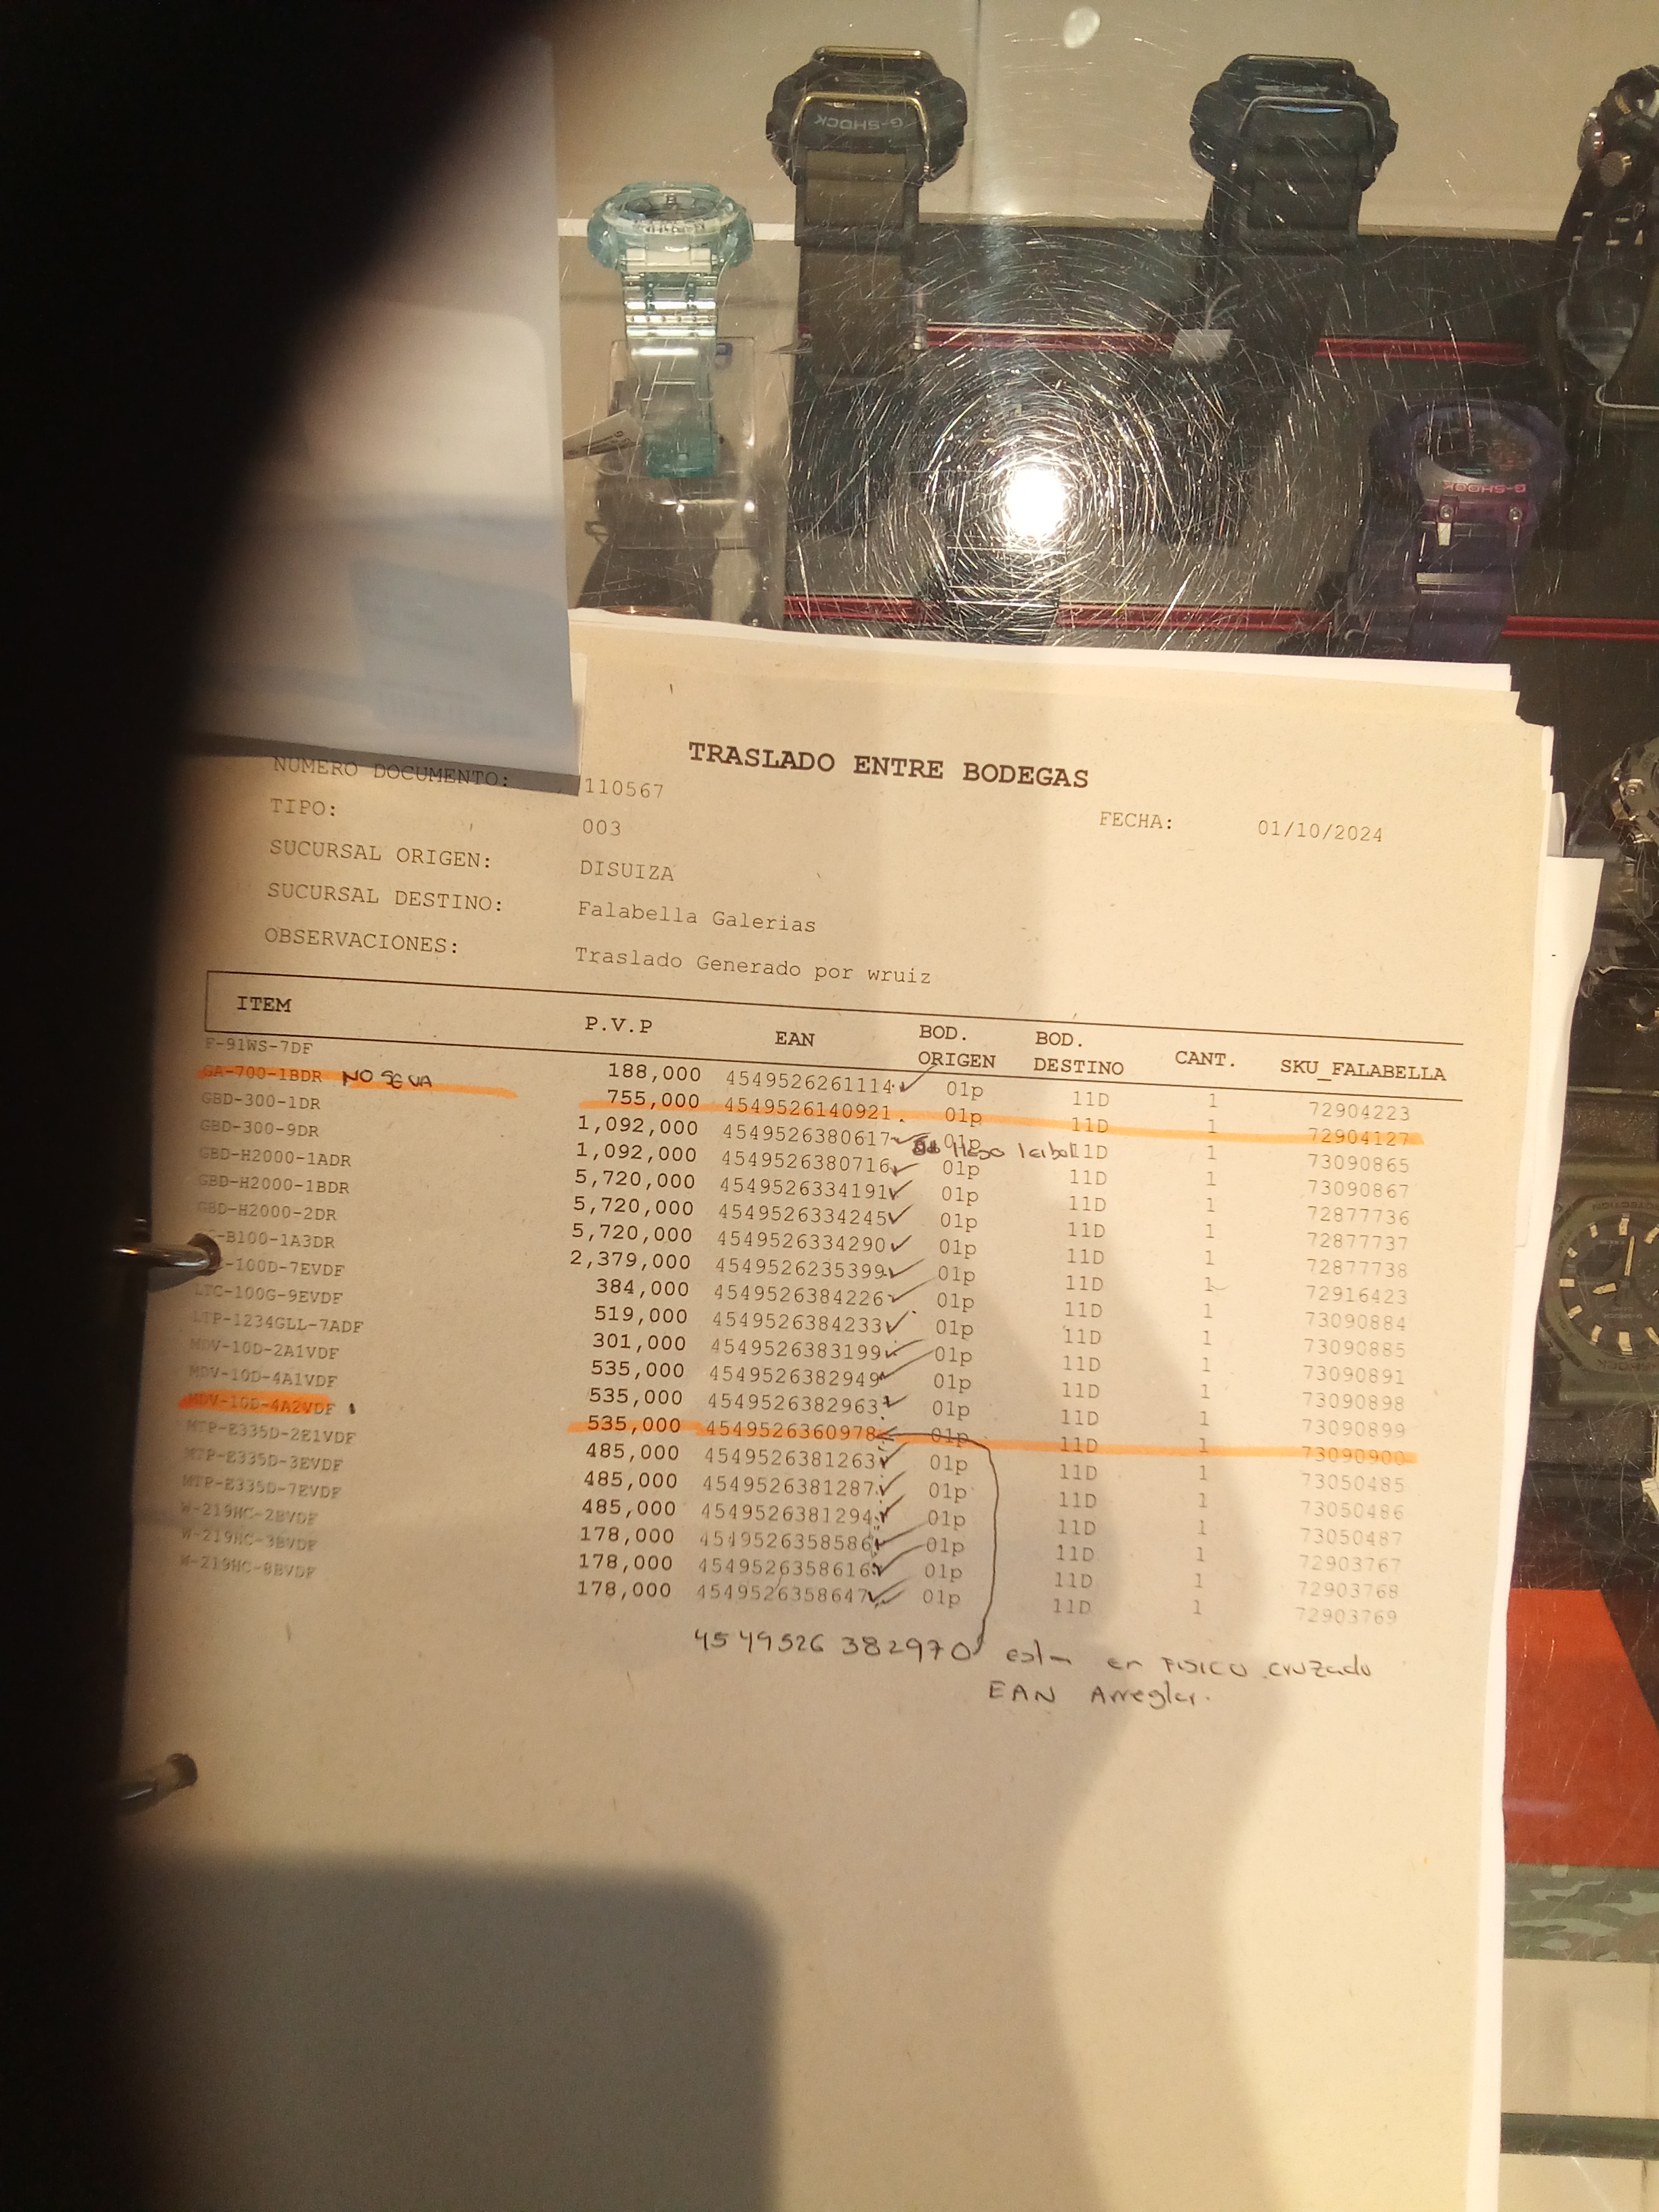 G-SHOCK
G-SHOCK
TRASLADO ENTRE BODEGAS
NUMERO DOCUMENTO: 110567
TIPO: 003 FECHA: 01/10/2024
SUCURSAL ORIGEN: DISUIZA
SUCURSAL DESTINO: Falabella Galerias
OBSERVACIONES: Traslado Generado por wruiz
ITEM P.V.P EAN BOD. ORIGEN BOD. DESTINO CANT. SKU_FALABELLA
F-91WS-7DF 188,000 4549526261114 01p 11D 1 72904223
GA-700-1BDR NO SE VA 755,000 4549526140921 01p 11D 1 72904127
GBD-300-1DR 1,092,000 4549526380617 01p 11D 1 73090865
GBD-300-9DR 1,092,000 4549526380716 01p 11D 1 73090867
GBD-H2000-1ADR 5,720,000 4549526334191 01p 11D 1 72877736
GBD-H2000-1BDR 5,720,000 4549526334245 01p 11D 1 72877737
GBD-H2000-2DR 5,720,000 4549526334290 01p 11D 1 72877738
-B100-1A3DR 2,379,000 4549526235399 01p 11D 1 72916423
-100D-7EVDF 384,000 4549526384226 01p 11D 1 73090884
LTC-100G-9EVDF 519,000 4549526384233 01p 11D 1 73090885
LTP-1234GLL-7ADF 301,000 4549526383199 01p 11D 1 73090891
MDV-10D-2A1VDF 535,000 4549526382949 01p 11D 1 73090898
MDV-10D-4A1VDF 535,000 4549526382963 01p 11D 1 73090899
MDV-10D-4A2VDF 535,000 4549526360978 01p 11D 1 73090900
MTP-E335D-2E1VDF 485,000 4549526381263 01p 11D 1 73050485
MTP-E335D-3EVDF 485,000 4549526381287 01p 11D 1 73050486
MTP-E335D-7EVDF 485,000 4549526381294 01p 11D 1 73050487
W-219HC-2BVDF 178,000 4549526358586 01p 11D 1 72903767
W-219HC-3BVDF 178,000 4549526358616 01p 11D 1 72903768
W-219HC-8BVDF 178,000 4549526358647 01p 11D 1 72903769
4549526382970 esta en FISICO cruzado
EAN Arreglar.